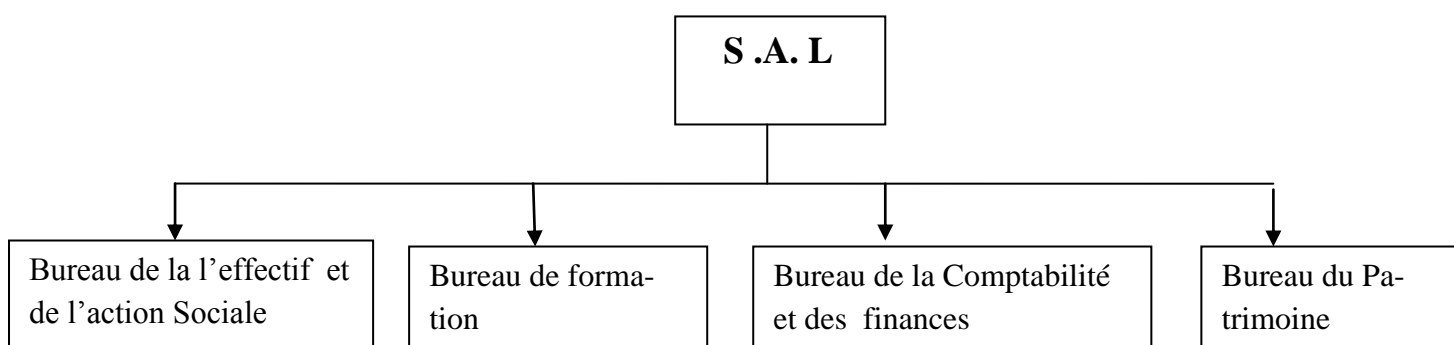 S .A. L
Bureau de la l’effectif et
de l’action Sociale
Bureau de forma-
tion
Bureau de la Comptabilité
et des finances
Bureau du Pa-
trimoine